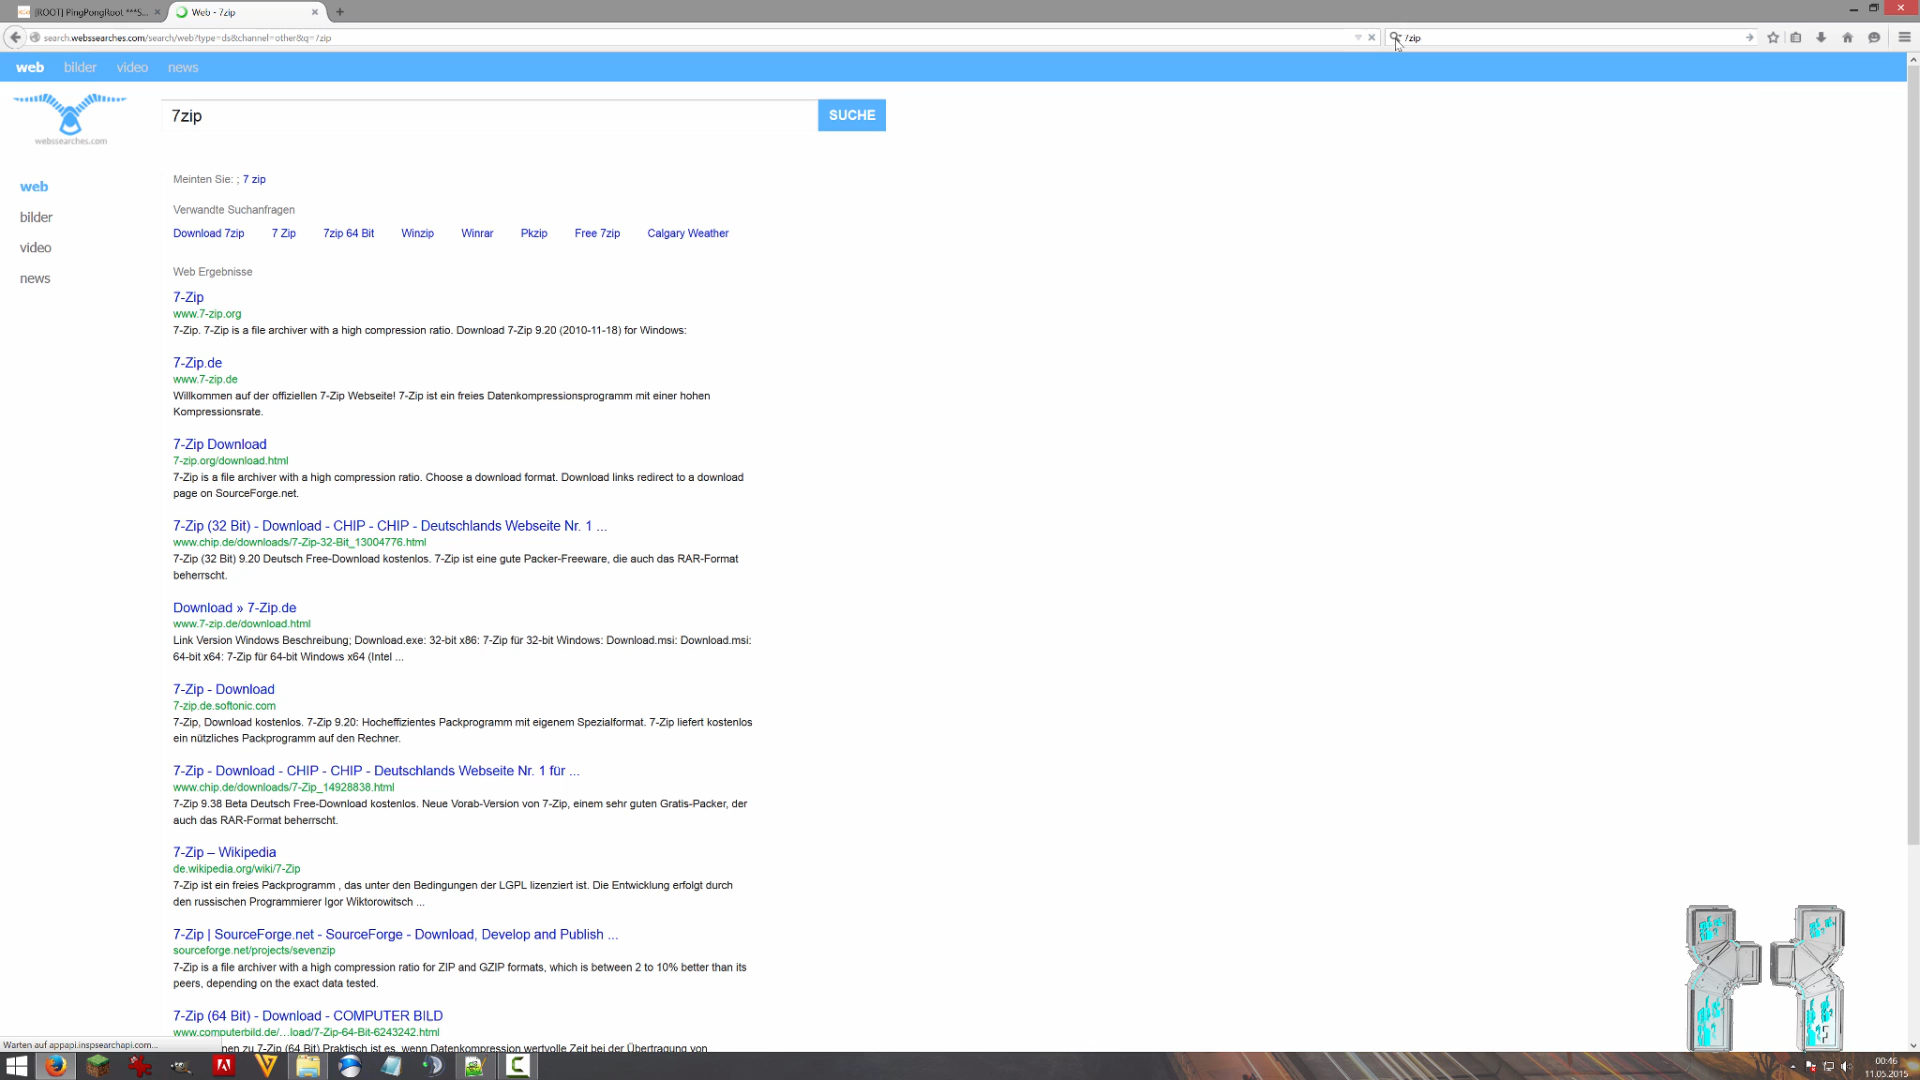 [ROOT] PingPongRoot ***S...
Web - 7zip
search.webssearches.com/search/web?type=ds&channel=other&q=7zip
7zip
web bilder video news
webssearches.com
7zip
SUCHE
web
bilder
video
news
Meinten Sie: ; 7 zip
Verwandte Suchanfragen
Download 7zip 7 Zip 7zip 64 Bit Winzip Winrar Pkzip Free 7zip Calgary Weather
Web Ergebnisse
7-Zip
www.7-zip.org
7-Zip. 7-Zip is a file archiver with a high compression ratio. Download 7-Zip 9.20 (2010-11-18) for Windows:
7-Zip.de
www.7-zip.de
Willkommen auf der offiziellen 7-Zip Webseite! 7-Zip ist ein freies Datenkompressionsprogramm mit einer hohen
Kompressionsrate.
7-Zip Download
7-zip.org/download.html
7-Zip is a file archiver with a high compression ratio. Choose a download format. Download links redirect to a download
page on SourceForge.net.
7-Zip (32 Bit) - Download - CHIP - CHIP - Deutschlands Webseite Nr. 1 ...
www.chip.de/downloads/7-Zip-32-Bit_13004776.html
7-Zip (32 Bit) 9.20 Deutsch Free-Download kostenlos. 7-Zip ist eine gute Packer-Freeware, die auch das RAR-Format
beherrscht.
Download » 7-Zip.de
www.7-zip.de/download.html
Link Version Windows Beschreibung; Download.exe: 32-bit x86: 7-Zip für 32-bit Windows: Download.msi: Download.msi:
64-bit x64: 7-Zip für 64-bit Windows x64 (Intel ...
7-Zip - Download
7-zip.de.softonic.com
7-Zip, Download kostenlos. 7-Zip 9.20: Hocheffizientes Packprogramm mit eigenem Spezialformat. 7-Zip liefert kostenlos
ein nützliches Packprogramm auf den Rechner.
7-Zip - Download - CHIP - CHIP - Deutschlands Webseite Nr. 1 für ...
www.chip.de/downloads/7-Zip_14928838.html
7-Zip 9.38 Beta Deutsch Free-Download kostenlos. Neue Vorab-Version von 7-Zip, einem sehr guten Gratis-Packer, der
auch das RAR-Format beherrscht.
7-Zip – Wikipedia
de.wikipedia.org/wiki/7-Zip
7-Zip ist ein freies Packprogramm , das unter den Bedingungen der LGPL lizenziert ist. Die Entwicklung erfolgt durch
den russischen Programmierer Igor Wiktorowitsch ...
7-Zip | SourceForge.net - SourceForge - Download, Develop and Publish ...
sourceforge.net/projects/sevenzip
7-Zip is a file archiver with a high compression ratio for ZIP and GZIP formats, which is between 2 to 10% better than its
peers, depending on the exact data tested.
7-Zip (64 Bit) - Download - COMPUTER BILD
www.computerbild.de/...load/7-Zip-64-Bit-6243242.html
nen zu 7-Zip (64 Bit) Praktisch ist es, wenn Datenkompression wertvolle Zeit bei der Übertragung von
Warten auf appapi.inspsearchapi.com...
00:46
11.05.2015